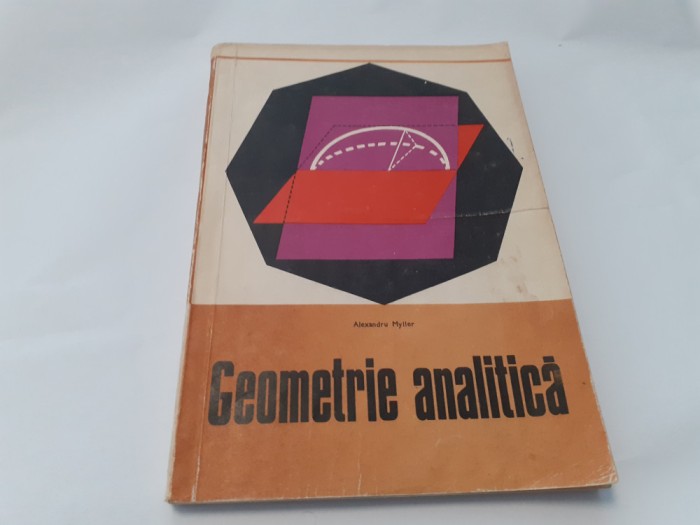 Alexandru Myller
Geometrie analitică